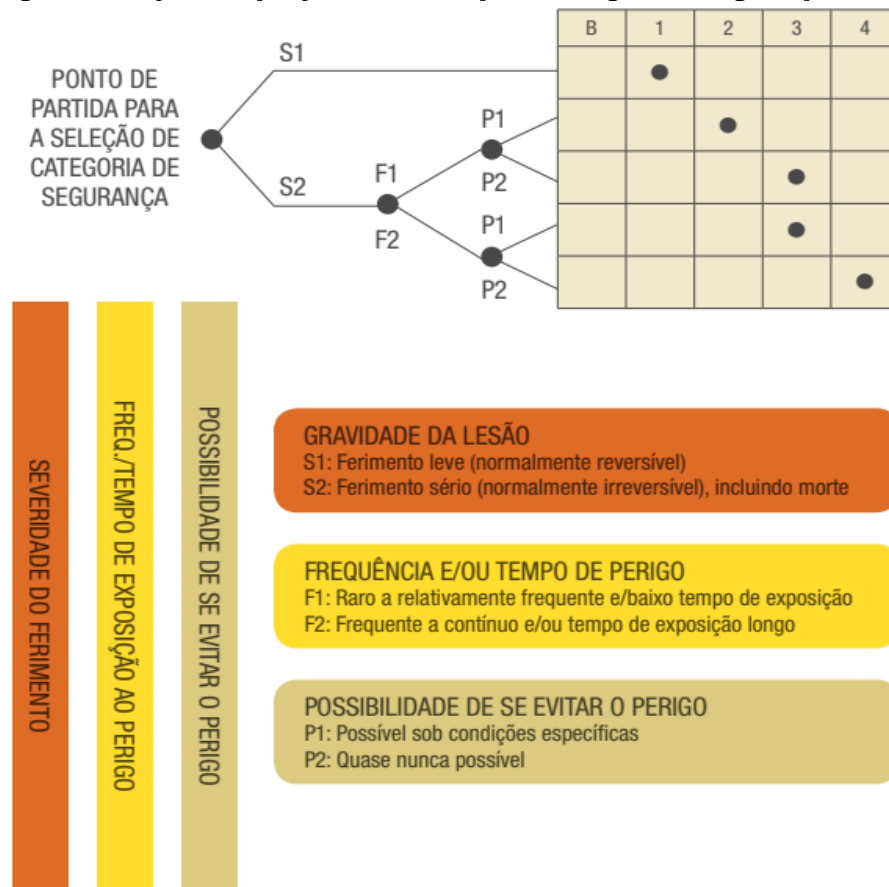 B 1 2 3 4
PONTO DE
PARTIDA PARA
A SELEÇÃO DE
CATEGORIA DE
SEGURANÇA
S1
S2
F1
F2
P1
P2
P1
P2
SEVERIDADE DO FERIMENTO
FREQ./TEMPO DE EXPOSIÇÃO AO PERIGO
POSSIBILIDADE DE SE EVITAR O PERIGO
GRAVIDADE DA LESÃO
S1: Ferimento leve (normalmente reversível)
S2: Ferimento sério (normalmente irreversível), incluindo morte
FREQUÊNCIA E/OU TEMPO DE PERIGO
F1: Raro a relativamente frequente e/baixo tempo de exposição
F2: Frequente a contínuo e/ou tempo de exposição longo
POSSIBILIDADE DE SE EVITAR O PERIGO
P1: Possível sob condições específicas
P2: Quase nunca possível